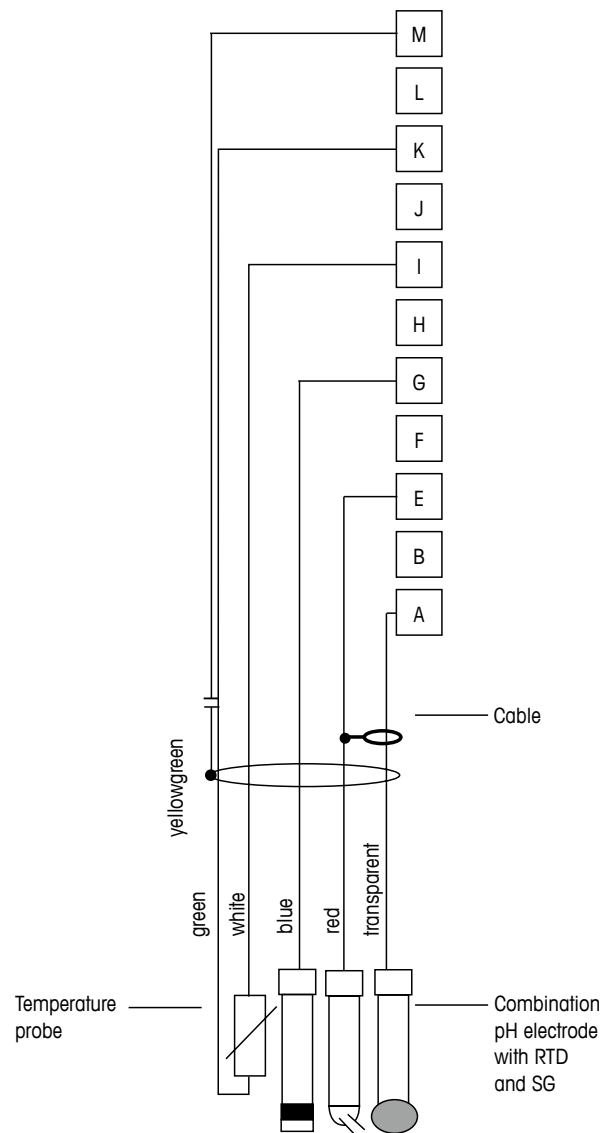 M
L
K
J
I
H
G
F
E
B
A
Cable
yellowgreen
green
white
blue
red
transparent
Temperature
probe
Combination
pH electrode
with RTD
and SG